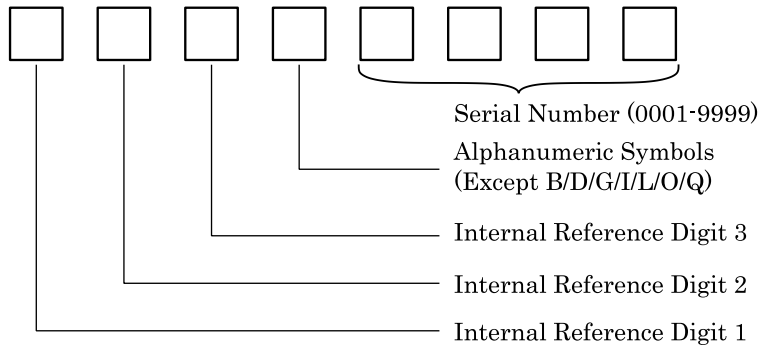 Serial Number (0001-9999)
Alphanumeric Symbols
(Except B/D/G/I/L/O/Q)
Internal Reference Digit 3
Internal Reference Digit 2
Internal Reference Digit 1